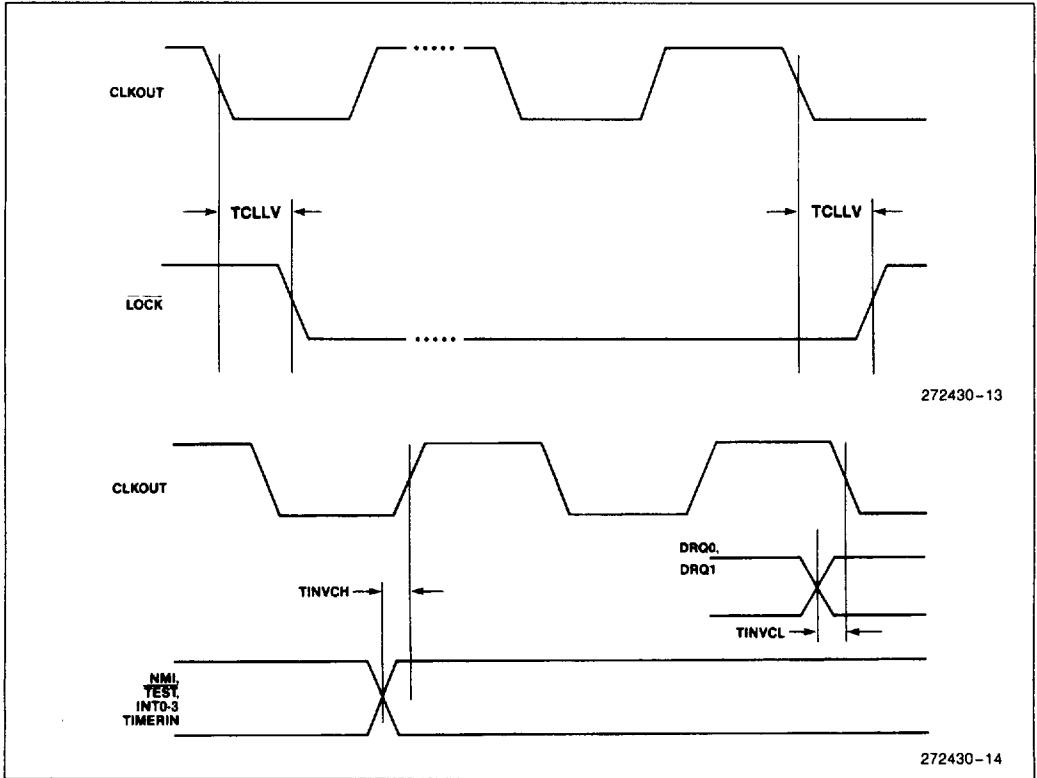 CLKOUT
TCLLV
TCLLV
LOCK
272430-13
CLKOUT
DRQ0,
DRQ1
TINVCH
TINVCL
NMI,
TEST,
INT0-3
TIMERIN
272430-14